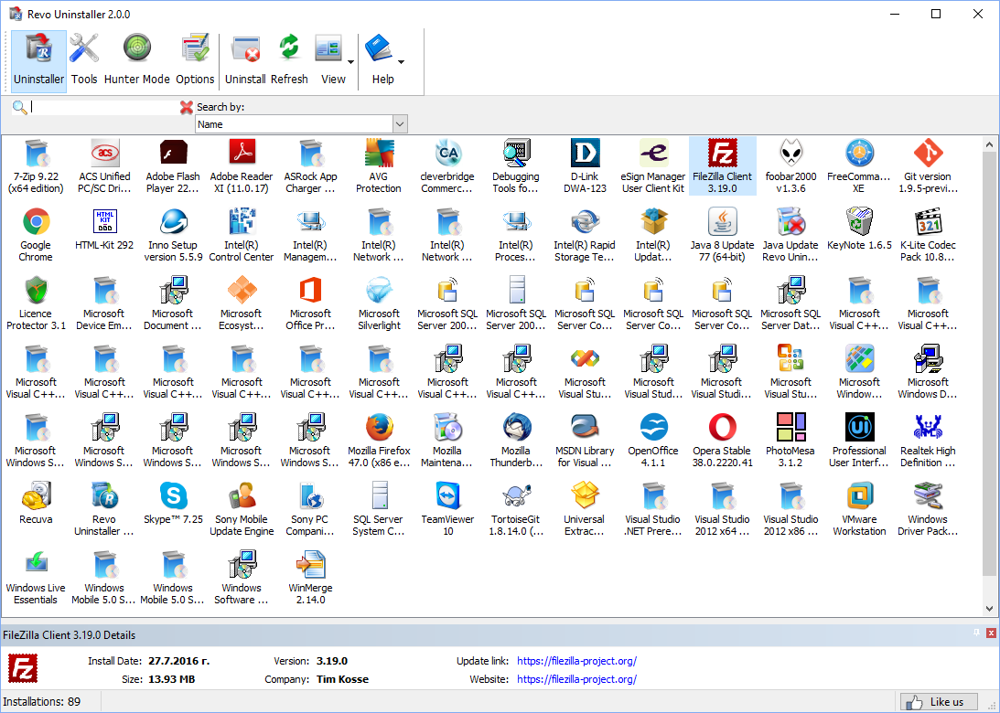 Revo Uninstaller 2.0.0
Uninstaller Tools Hunter Mode Options Uninstall Refresh View Help
Search by:
Name
7-Zip 9.22 (x64 edition)
ACS Unified PC/SC Dri...
Adobe Flash Player 22...
Adobe Reader XI (11.0.17)
ASRock App Charger ...
AVG Protection
cleverbridge Commerc...
Debugging Tools fo...
D-Link DWA-123
eSign Manager User Client Kit
FileZilla Client 3.19.0
foobar2000 v1.3.6
FreeComma... XE
Git version 1.9.5-previ...
Google Chrome
HTML-Kit 292
Inno Setup version 5.5.9
Intel(R) Control Center
Intel(R) Managem...
Intel(R) Network ...
Intel(R) Network ...
Intel(R) Proces...
Intel(R) Rapid Storage Te...
Intel(R) Updat...
Java 8 Update 77 (64-bit)
Java Update Revo Unin...
KeyNote 1.6.5
K-Lite Codec Pack 10.8...
Licence Protector 3.1
Microsoft Device Em...
Microsoft Document ...
Microsoft Ecosyst...
Microsoft Office Pr...
Microsoft Silverlight
Microsoft SQL Server 200...
Microsoft SQL Server 200...
Microsoft SQL Server Co...
Microsoft SQL Server Co...
Microsoft SQL Server Co...
Microsoft SQL Server Dat...
Microsoft Visual C++...
Microsoft Visual C++...
Microsoft Visual C++...
Microsoft Visual C++...
Microsoft Visual C++...
Microsoft Visual C++...
Microsoft Visual C++...
Microsoft Visual C++...
Microsoft Visual C++...
Microsoft Visual C++...
Microsoft Visual Stu...
Microsoft Visual Stud...
Microsoft Visual Studi...
Microsoft Visual Stu...
Microsoft Window...
Microsoft Windows D...
Microsoft Windows S...
Microsoft Windows S...
Microsoft Windows S...
Microsoft Windows S...
Microsoft Windows S...
Mozilla Firefox 47.0 (x86 e...
Mozilla Maintena...
Mozilla Thunderb...
MSDN Library for Visual ...
OpenOffice 4.1.1
Opera Stable 38.0.2220.41
PhotoMesa 3.1.2
Professional User Interf...
Realtek High Definition ...
Recuva
Revo Uninstaller ...
Skype™ 7.25
Sony Mobile Update Engine
Sony PC Compani...
SQL Server System C...
TeamViewer 10
TortoiseGit 1.8.14.0 (...
Universal Extrac...
Visual Studio .NET Prere...
Visual Studio 2012 x64 ...
Visual Studio 2012 x86 ...
VMware Workstation
Windows Driver Pack...
Windows Live Essentials
Windows Mobile 5.0 S...
Windows Mobile 5.0 S...
Windows Software ...
WinMerge 2.14.0
FileZilla Client 3.19.0 Details
Install Date: 27.7.2016 г. Version: 3.19.0 Update link: https://filezilla-project.org/
Size: 13.93 MB Company: Tim Kosse Website: https://filezilla-project.org/
Installations: 89
Like us